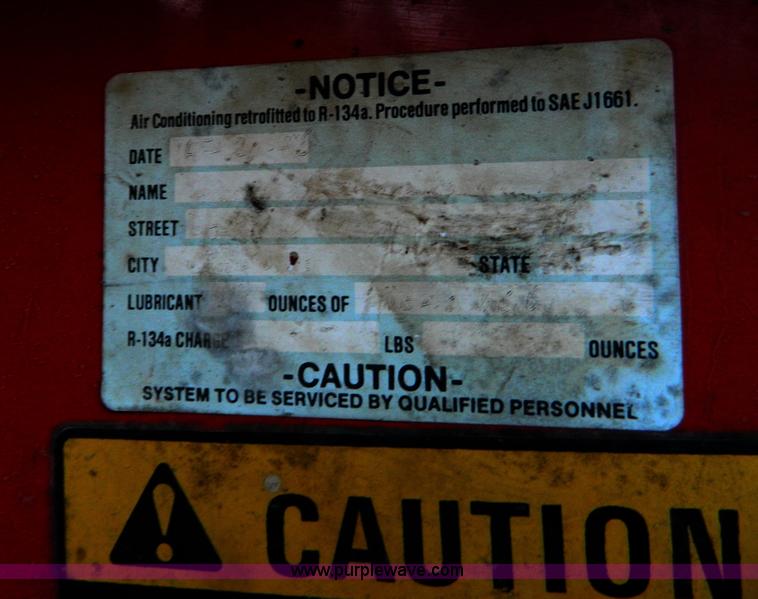 -NOTICE-
Air Conditioning retrofitted to R-134a. Procedure performed to SAE J1661.
DATE
NAME
STREET
CITY STATE
LUBRICANT OUNCES OF
R-134a CHARGE LBS OUNCES
-CAUTION-
SYSTEM TO BE SERVICED BY QUALIFIED PERSONNEL
CAUTION
www.purplewave.com